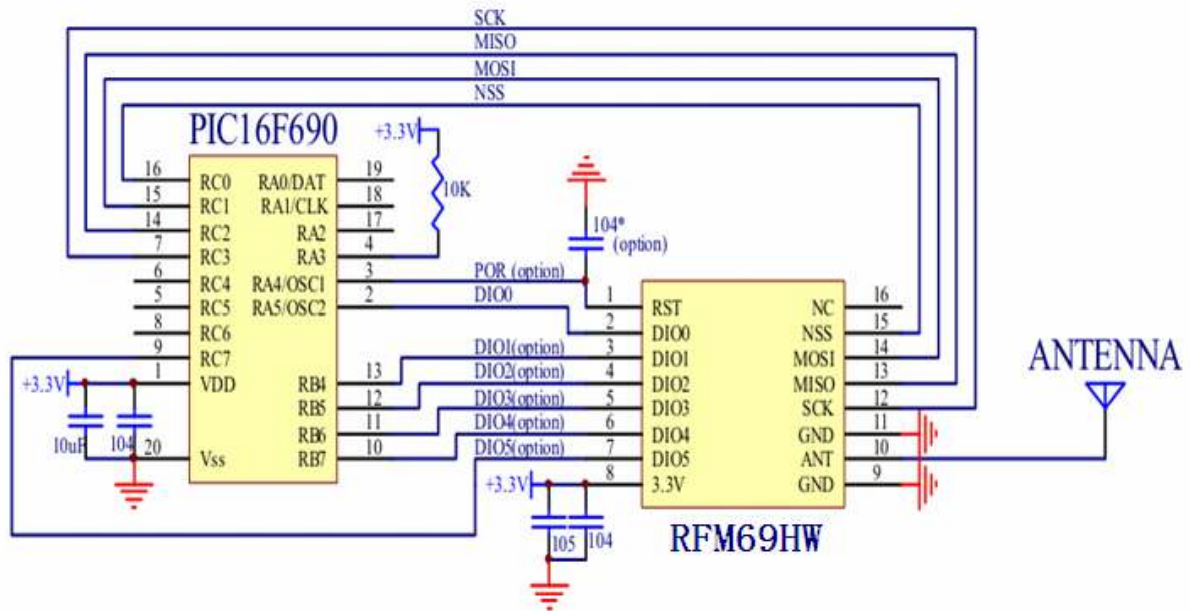 SCK
MISO
MOSI
NSS
PIC16F690
+3.3V
10K
16 RC0 RA0/DAT 19
15 RC1 RA1/CLK 18
14 RC2 RA2 17
7 RC3 RA3 4
6 RC4 RA4/OSC1 3
5 RC5 RA5/OSC2 2
8 RC6
9 RC7
1 VDD RB4 13
RB5 12
RB6 11
20 Vss RB7 10
+3.3V
10uF 104
104*
(option)
POR (option)
DIO0
DIO1(option)
DIO2(option)
DIO3(option)
DIO4(option)
DIO5(option)
+3.3V
105 104
1 RST NC 16
2 DIO0 NSS 15
3 DIO1 MOSI 14
4 DIO2 MISO 13
5 DIO3 SCK 12
6 DIO4 GND 11
7 DIO5 ANT 10
8 3.3V GND 9
RFM69HW
ANTENNA